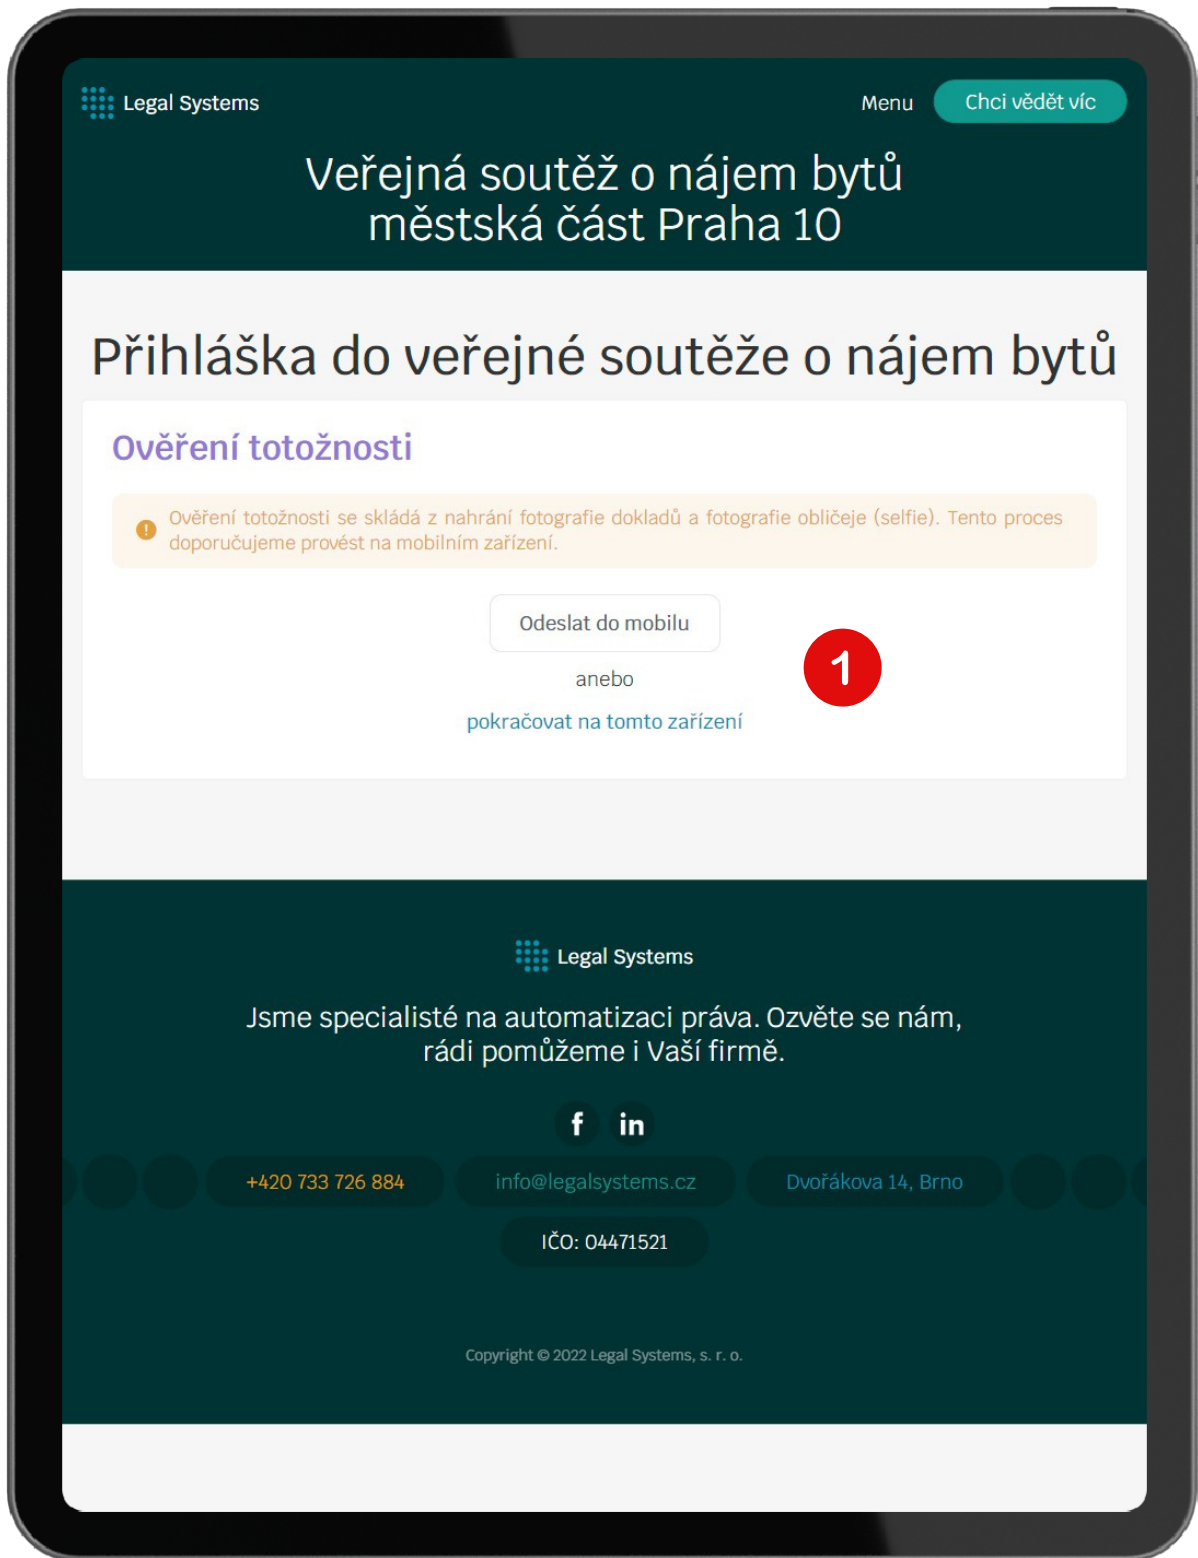 Legal Systems
Menu
Chci vědět víc
Veřejná soutěž o nájem bytů
městská část Praha 10
Přihláška do veřejné soutěže o nájem bytů
Ověření totožnosti
Ověření totožnosti se skládá z nahrání fotografie dokladů a fotografie obličeje (selfie). Tento proces
doporučujeme provést na mobilním zařízení.
Odeslat do mobilu
1
anebo
pokračovat na tomto zařízení
Legal Systems
Jsme specialisté na automatizaci práva. Ozvěte se nám,
rádi pomůžeme i Vaší firmě.
f in
+420 733 726 884
info@legalsystems.cz
Dvořákova 14, Brno
IČO: 04471521
Copyright © 2022 Legal Systems, s. r. o.